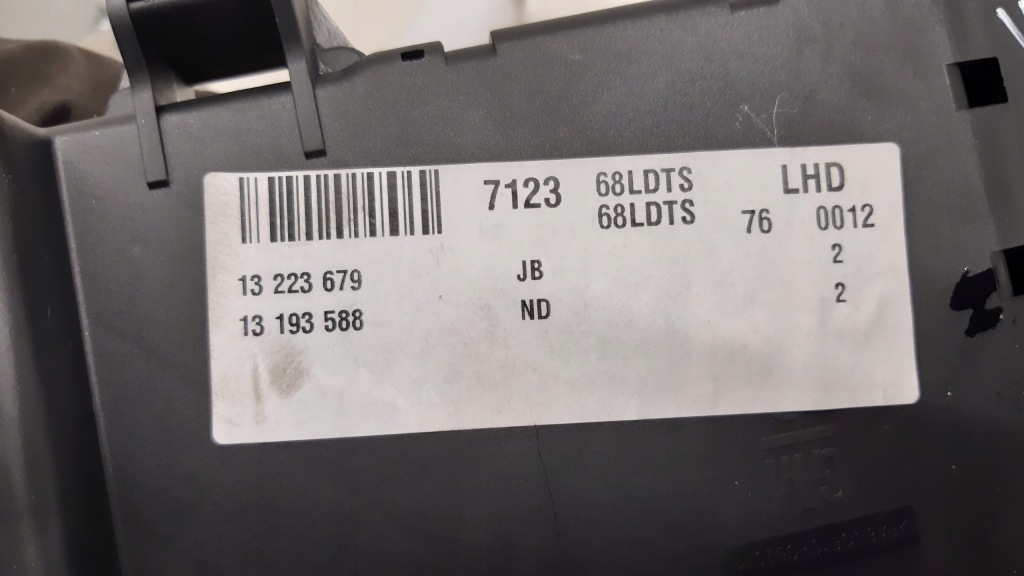 7123 68LDTS LHD
68LDTS 76 0012
13 223 679 JB 2
13 193 588 ND 2